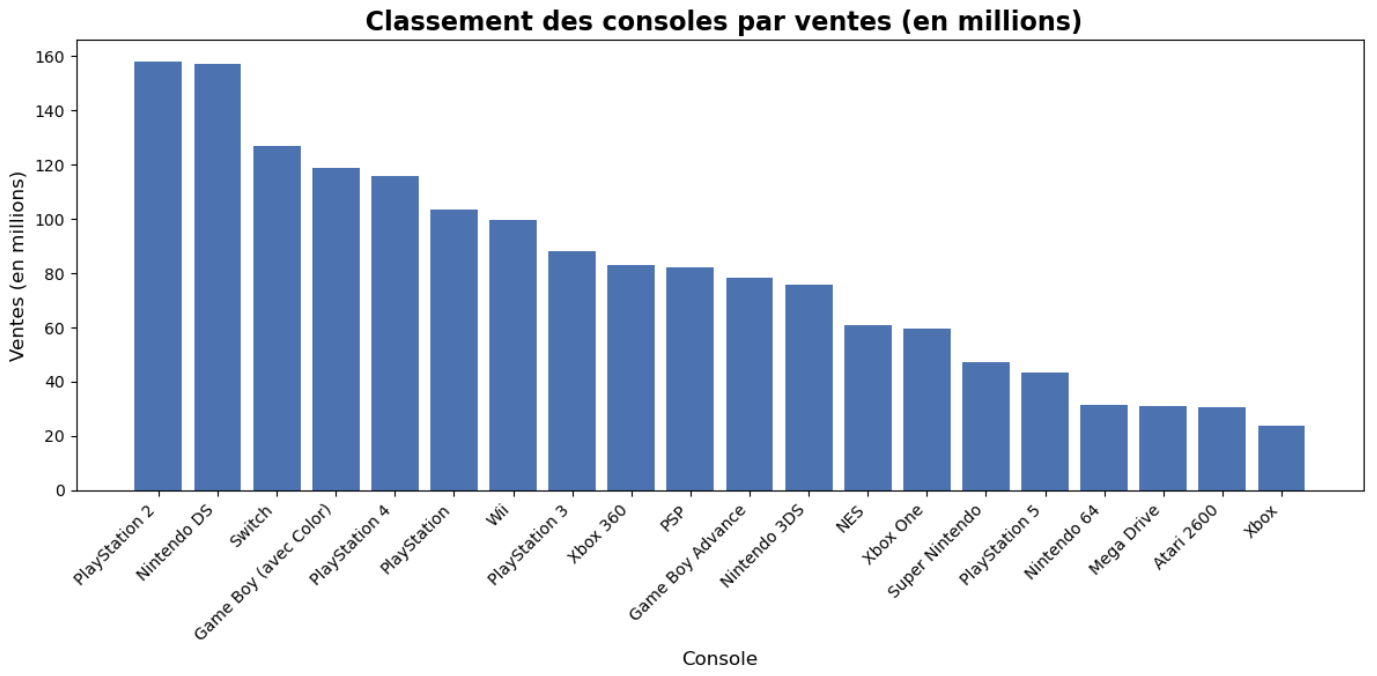 Classement des consoles par ventes (en millions)
Ventes (en millions)
160
140
120
100
80
60
40
20
0
PlayStation 2
Nintendo DS
Switch
Game Boy (avec Color)
PlayStation 4
PlayStation
Wii
PlayStation 3
Xbox 360
PSP
Game Boy Advance
Nintendo 3DS
NES
Xbox One
Super Nintendo
PlayStation 5
Nintendo 64
Mega Drive
Atari 2600
Xbox
Console